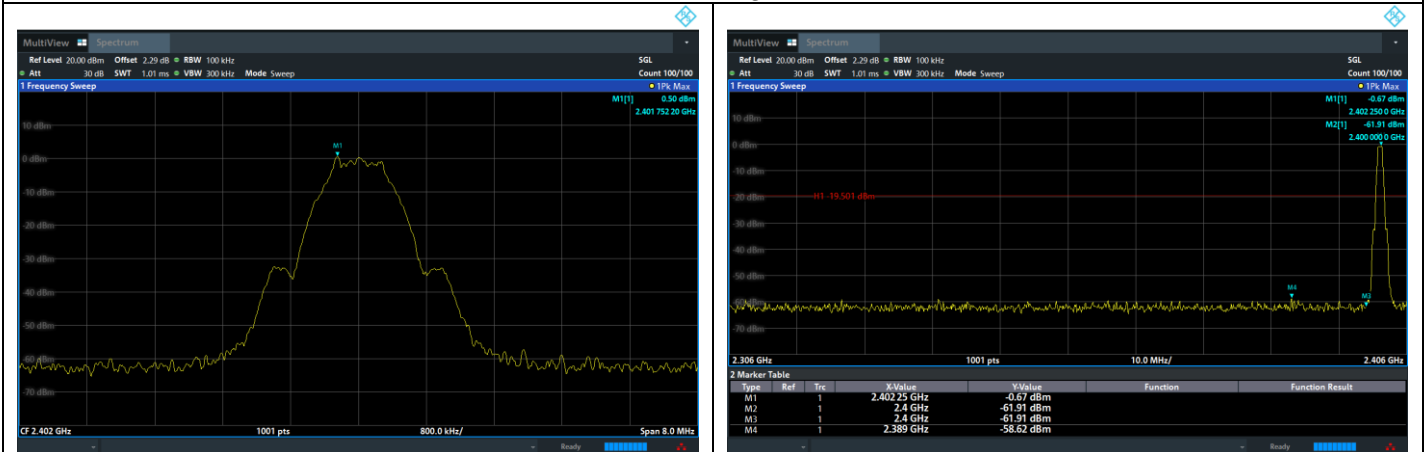 MultiView Spectrum
Ref Level 20.00 dBm Offset 2.29 dB RBW 100 kHz SGL
Att 30 dB SWT 1.01 ms VBW 300 kHz Mode Sweep Count 100/100
1 Frequency Sweep 1Pk Max
M1[1] 0.50 dBm
2.401 752 20 GHz
10 dBm
M1
0 dBm
-10 dBm
-20 dBm
-30 dBm
-40 dBm
-50 dBm
-60 dBm
-70 dBm
CF 2.402 GHz 1001 pts 800.0 kHz/ Span 8.0 MHz
Ready
MultiView Spectrum
Ref Level 20.00 dBm Offset 2.29 dB RBW 100 kHz SGL
Att 30 dB SWT 1.01 ms VBW 300 kHz Mode Sweep Count 100/100
1 Frequency Sweep 1Pk Max
M1[1] -0.67 dBm
2.402 250 0 GHz
M2[1] -61.91 dBm
2.400 000 0 GHz
10 dBm
0 dBm
-10 dBm
-20 dBm
H1 -19.501 dBm
-30 dBm
-40 dBm
-50 dBm
M4
M3
-60 dBm
-70 dBm
2.306 GHz 1001 pts 10.0 MHz/ 2.406 GHz
2 Marker Table
Type Ref Trc X-Value Y-Value Function Function Result
M1 1 2.402 25 GHz -0.67 dBm
M2 1 2.4 GHz -61.91 dBm
M3 1 2.4 GHz -61.91 dBm
M4 1 2.389 GHz -58.62 dBm
Ready